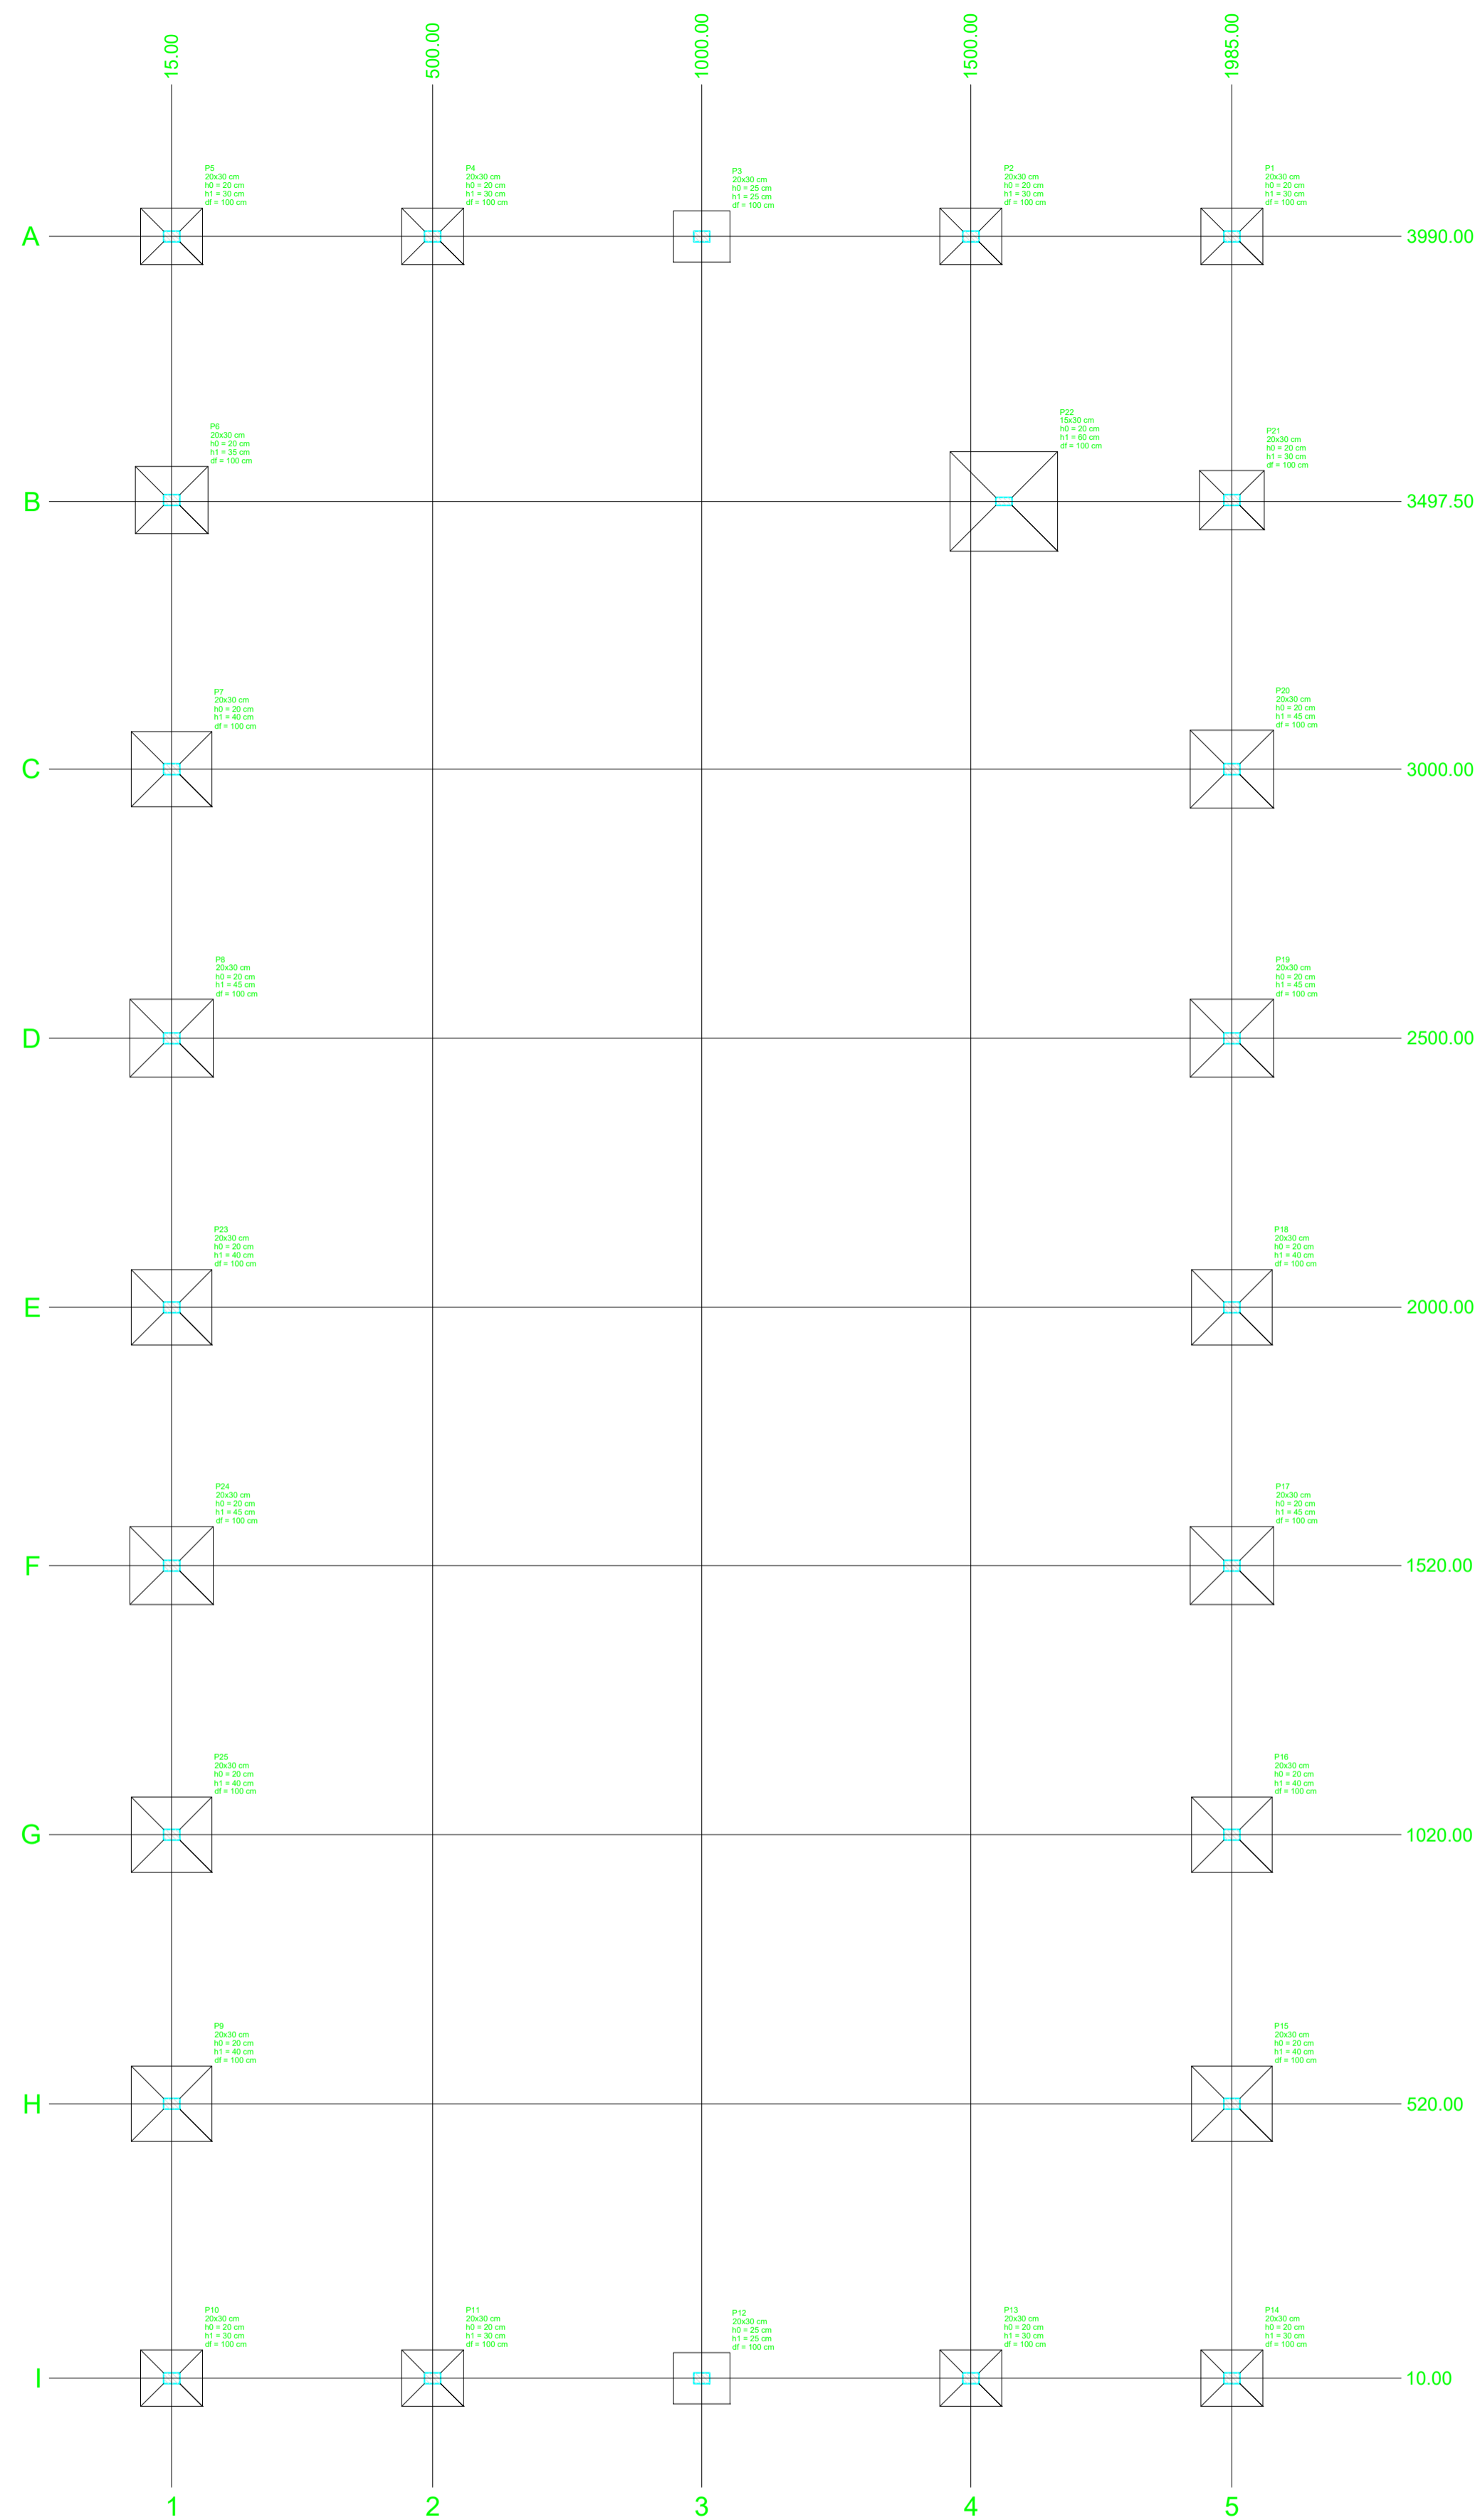 15.00
500.00
1000.00
1500.00
1985.00
P5
20x30 cm
h0 = 20 cm
h1 = 30 cm
df = 100 cm
P4
20x30 cm
h0 = 20 cm
h1 = 30 cm
df = 100 cm
P3
20x30 cm
h0 = 25 cm
h1 = 25 cm
df = 100 cm
P2
20x30 cm
h0 = 20 cm
h1 = 30 cm
df = 100 cm
P1
20x30 cm
h0 = 20 cm
h1 = 30 cm
df = 100 cm
A
3990.00
P6
20x30 cm
h0 = 20 cm
h1 = 35 cm
df = 100 cm
P22
15x30 cm
h0 = 20 cm
h1 = 60 cm
df = 100 cm
P21
20x30 cm
h0 = 20 cm
h1 = 30 cm
df = 100 cm
B
3497.50
P7
20x30 cm
h0 = 20 cm
h1 = 40 cm
df = 100 cm
P20
20x30 cm
h0 = 20 cm
h1 = 45 cm
df = 100 cm
C
3000.00
P8
20x30 cm
h0 = 20 cm
h1 = 45 cm
df = 100 cm
P19
20x30 cm
h0 = 20 cm
h1 = 45 cm
df = 100 cm
D
2500.00
P23
20x30 cm
h0 = 20 cm
h1 = 40 cm
df = 100 cm
P18
20x30 cm
h0 = 20 cm
h1 = 40 cm
df = 100 cm
E
2000.00
P24
20x30 cm
h0 = 20 cm
h1 = 45 cm
df = 100 cm
P17
20x30 cm
h0 = 20 cm
h1 = 45 cm
df = 100 cm
F
1520.00
P25
20x30 cm
h0 = 20 cm
h1 = 40 cm
df = 100 cm
P16
20x30 cm
h0 = 20 cm
h1 = 40 cm
df = 100 cm
G
1020.00
P9
20x30 cm
h0 = 20 cm
h1 = 40 cm
df = 100 cm
P15
20x30 cm
h0 = 20 cm
h1 = 40 cm
df = 100 cm
H
520.00
P10
20x30 cm
h0 = 20 cm
h1 = 30 cm
df = 100 cm
P11
20x30 cm
h0 = 20 cm
h1 = 30 cm
df = 100 cm
P12
20x30 cm
h0 = 25 cm
h1 = 25 cm
df = 100 cm
P13
20x30 cm
h0 = 20 cm
h1 = 30 cm
df = 100 cm
P14
20x30 cm
h0 = 20 cm
h1 = 30 cm
df = 100 cm
I
10.00
1
2
3
4
5